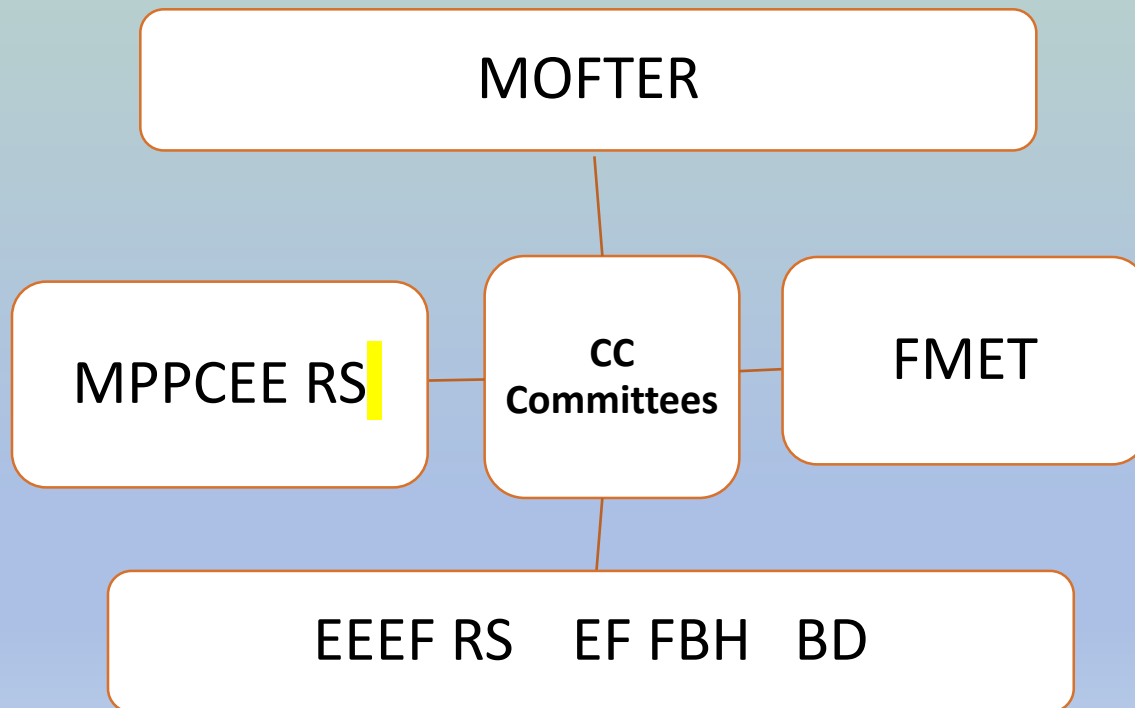 MOFTER
MPPCEE RS
CC
Committees
FMET
EEEF RS EF FBH BD